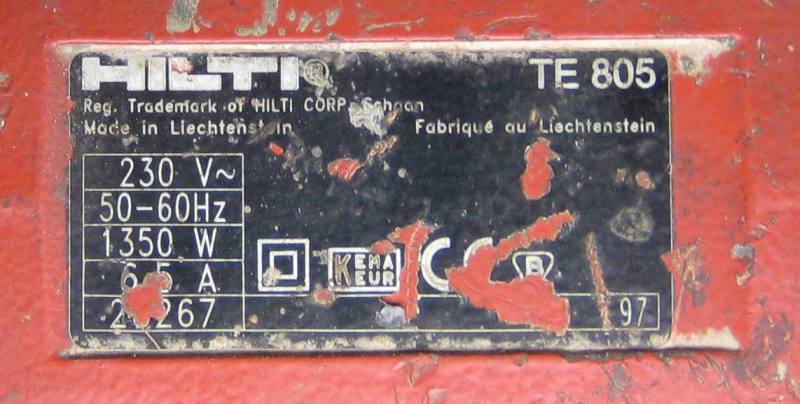 HILTI ® TE 805
Reg. Trademark of HILTI CORP. Schaan
Made in Liechtenstein Fabriqué au Liechtenstein
230 V~
50-60Hz
1350 W
6.5 A
KEMA
EUR
CE
B
267 97